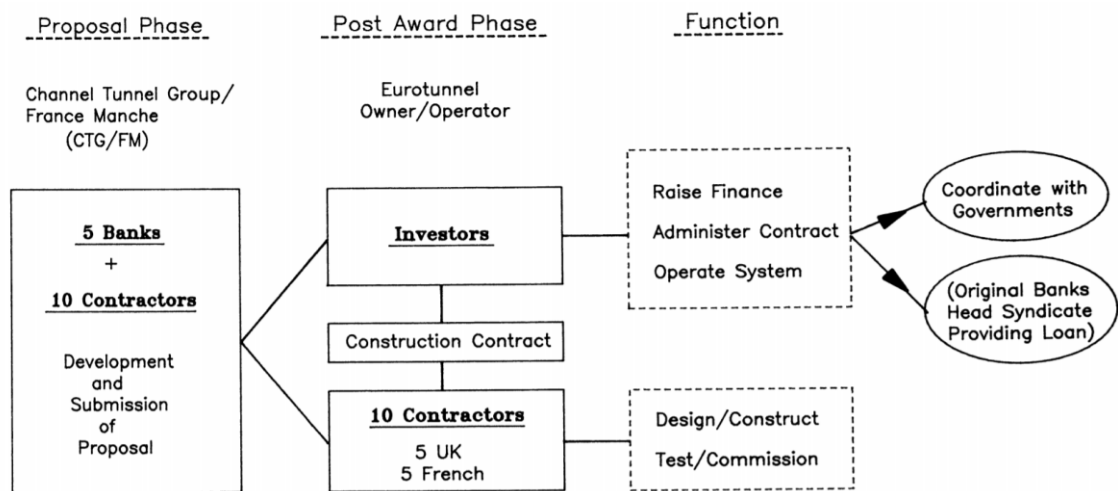 Proposal Phase
Post Award Phase
Function
Channel Tunnel Group/
France Manche
(CTG/FM)
Eurotunnel
Owner/Operator
5 Banks
+
10 Contractors
Development
and
Submission
of
Proposal
Investors
Construction Contract
10 Contractors
5 UK
5 French
Raise Finance
Administer Contract
Operate System
Design/Construct
Test/Commission
Coordinate with
Governments
(Original Banks
Head Syndicate
Providing Loan)